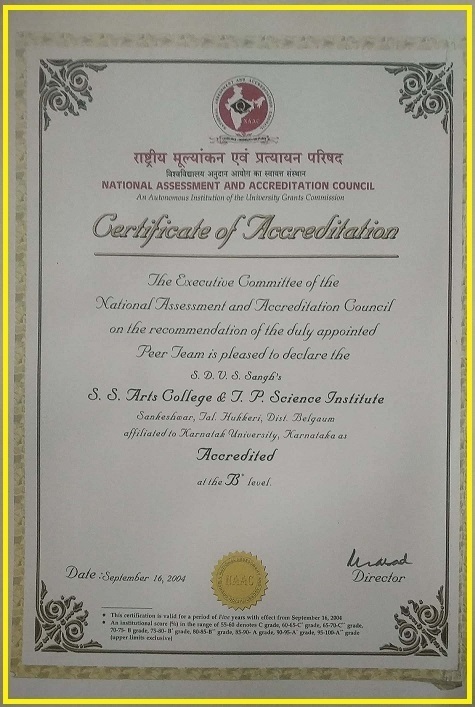 NAAC
राष्ट्रीय मूल्यांकन एवं प्रत्यायन परिषद
विश्वविद्यालय अनुदान आयोग का स्वायत्त संस्थान
NATIONAL ASSESSMENT AND ACCREDITATION COUNCIL
An Autonomous Institution of the University Grants Commission
Certificate of Accreditation
The Executive Committee of the
National Assessment and Accreditation Council
on the recommendation of the duly appointed
Peer Team is pleased to declare the
S. D. V. S. Sangh's
S. S. Arts College & T. P. Science Institute
Sankeshwar, Tal. Hukkeri, Dist. Belgaum
affiliated to Karnatak University, Karnataka as
Accredited
at the B⁺ level.
Date : September 16, 2004
NAAC
Director
• This certification is valid for a period of Five years with effect from September 16, 2004
• An institutional score (%) in the range of 55-60 denotes C grade, 60-65-C⁺ grade, 65-70-C⁺⁺ grade,
70-75- B grade, 75-80- B⁺ grade, 80-85-B⁺⁺ grade, 85-90- A grade, 90-95-A⁺ grade, 95-100-A⁺⁺ grade
(upper limits exclusive)